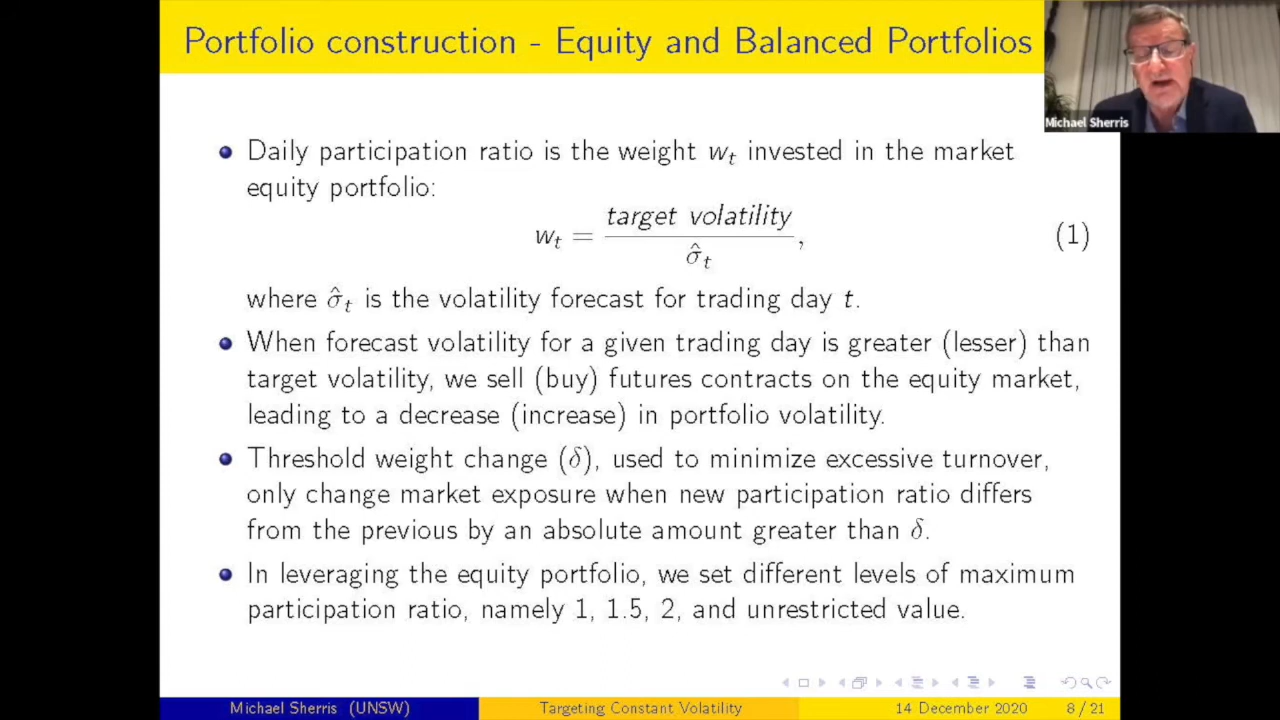 Portfolio construction - Equity and Balanced Portfolios
Michael Sherris
Daily participation ratio is the weight wₜ invested in the market
equity portfolio:
wₜ = target volatility / σ̂ₜ, (1)
where σ̂ₜ is the volatility forecast for trading day t.
When forecast volatility for a given trading day is greater (lesser) than
target volatility, we sell (buy) futures contracts on the equity market,
leading to a decrease (increase) in portfolio volatility.
Threshold weight change (δ), used to minimize excessive turnover,
only change market exposure when new participation ratio differs
from the previous by an absolute amount greater than δ.
In leveraging the equity portfolio, we set different levels of maximum
participation ratio, namely 1, 1.5, 2, and unrestricted value.
Michael Sherris (UNSW) Targeting Constant Volatility 14 December 2020 8 / 21